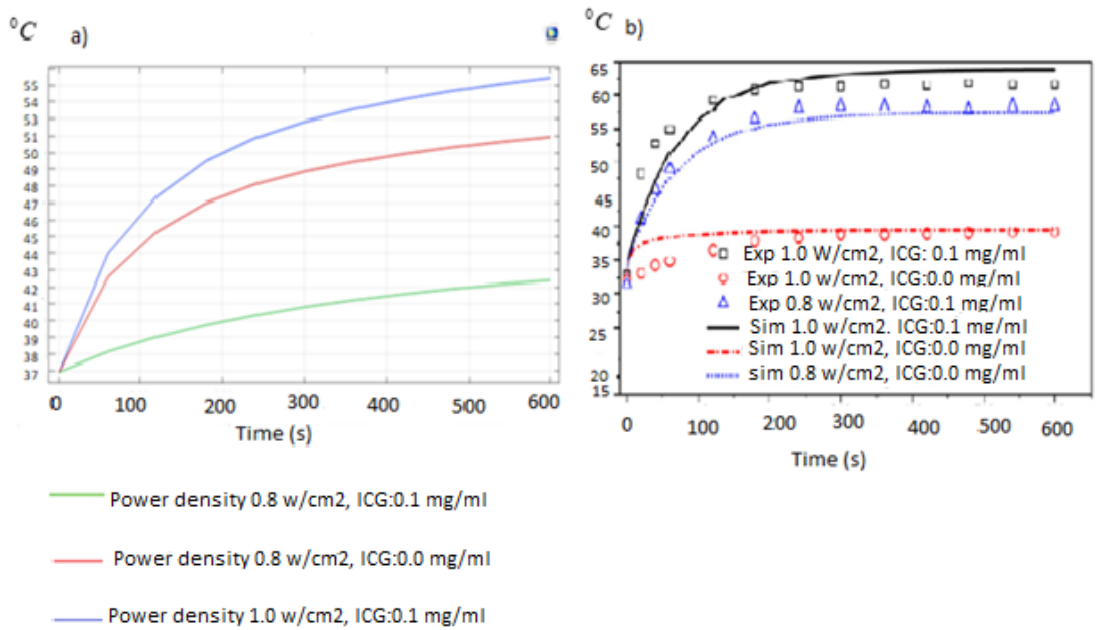 ⁰C a)
55
54
53
51
50
49
48
47
46
45
44
43
42
41
40
39
38
37
0 100 200 300 400 500 600
Time (s)
Power density 0.8 w/cm2, ICG:0.1 mg/ml
Power density 0.8 w/cm2, ICG:0.0 mg/ml
Power density 1.0 w/cm2, ICG:0.1 mg/ml
⁰C b)
65
60
55
50
45
40
35
30
25
20
15
Exp 1.0 W/cm2, ICG: 0.1 mg/ml
Exp 1.0 w/cm2, ICG:0.0 mg/ml
Exp 0.8 w/cm2, ICG:0.1 mg/ml
Sim 1.0 w/cm2. ICG:0.1 mg/ml
Sim 1.0 w/cm2, ICG:0.0 mg/ml
sim 0.8 w/cm2, ICG:0.0 mg/ml
0 100 200 300 400 500 600
Time (s)